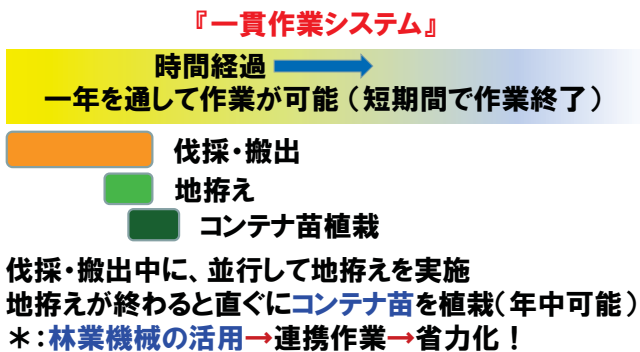 『一貫作業システム』
時間経過
一年を通して作業が可能（短期間で作業終了）
伐採・搬出
地拵え
コンテナ苗植栽
伐採・搬出中に、並行して地拵えを実施
地拵えが終わると直ぐにコンテナ苗を植栽（年中可能）
＊：林業機械の活用→連携作業→省力化！